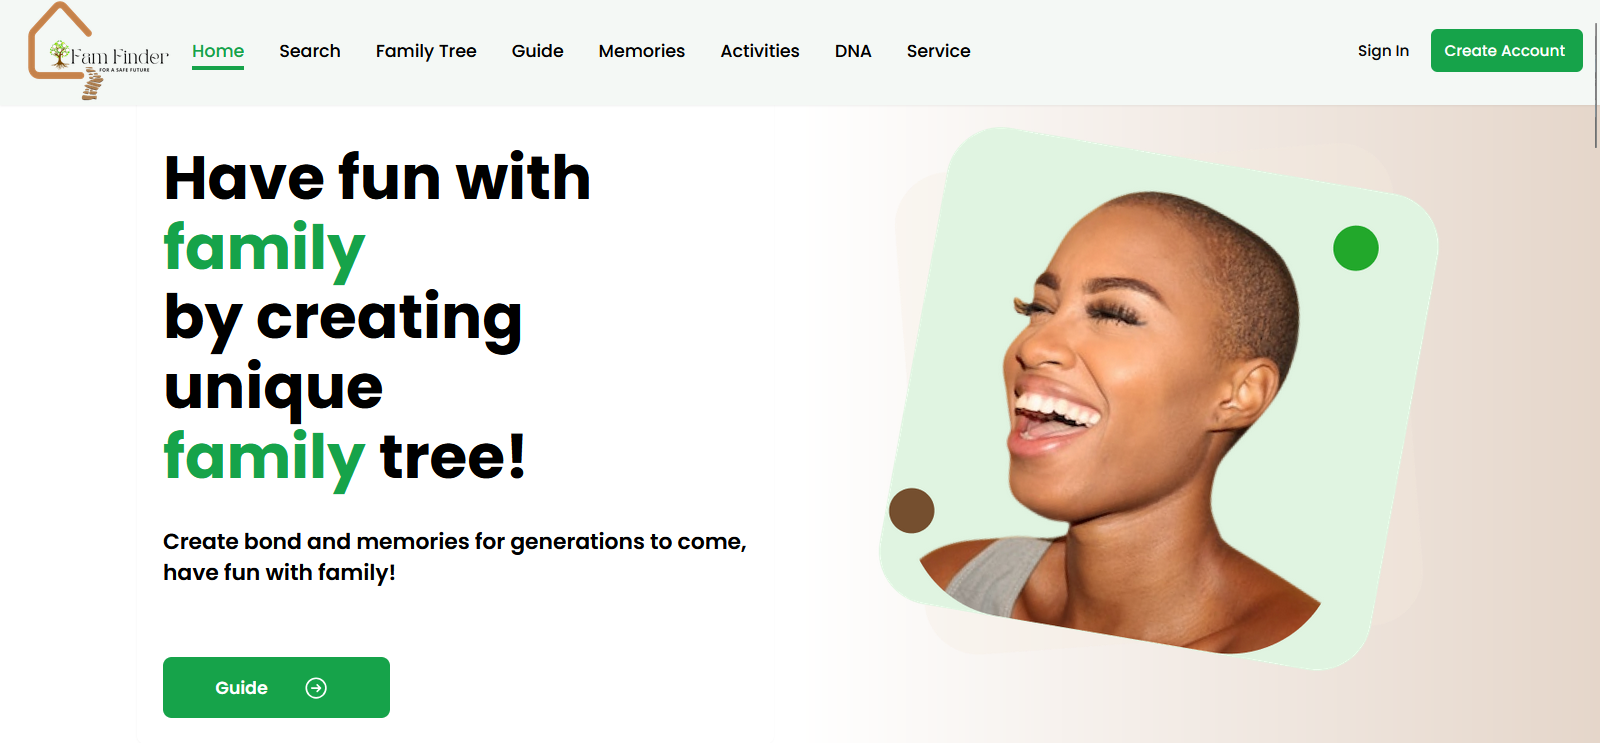 Fam Finder
FOR A SAFE FUTURE
Home Search Family Tree Guide Memories Activities DNA Service Sign In Create Account
Have fun with
family
by creating
unique
family tree!
Create bond and memories for generations to come,
have fun with family!
Guide